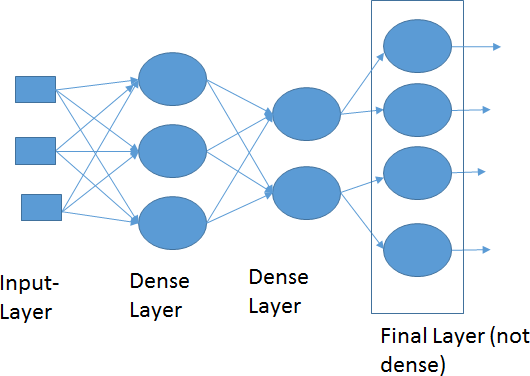 Input-
Layer
Dense
Layer
Dense
Layer
Final Layer (not
dense)